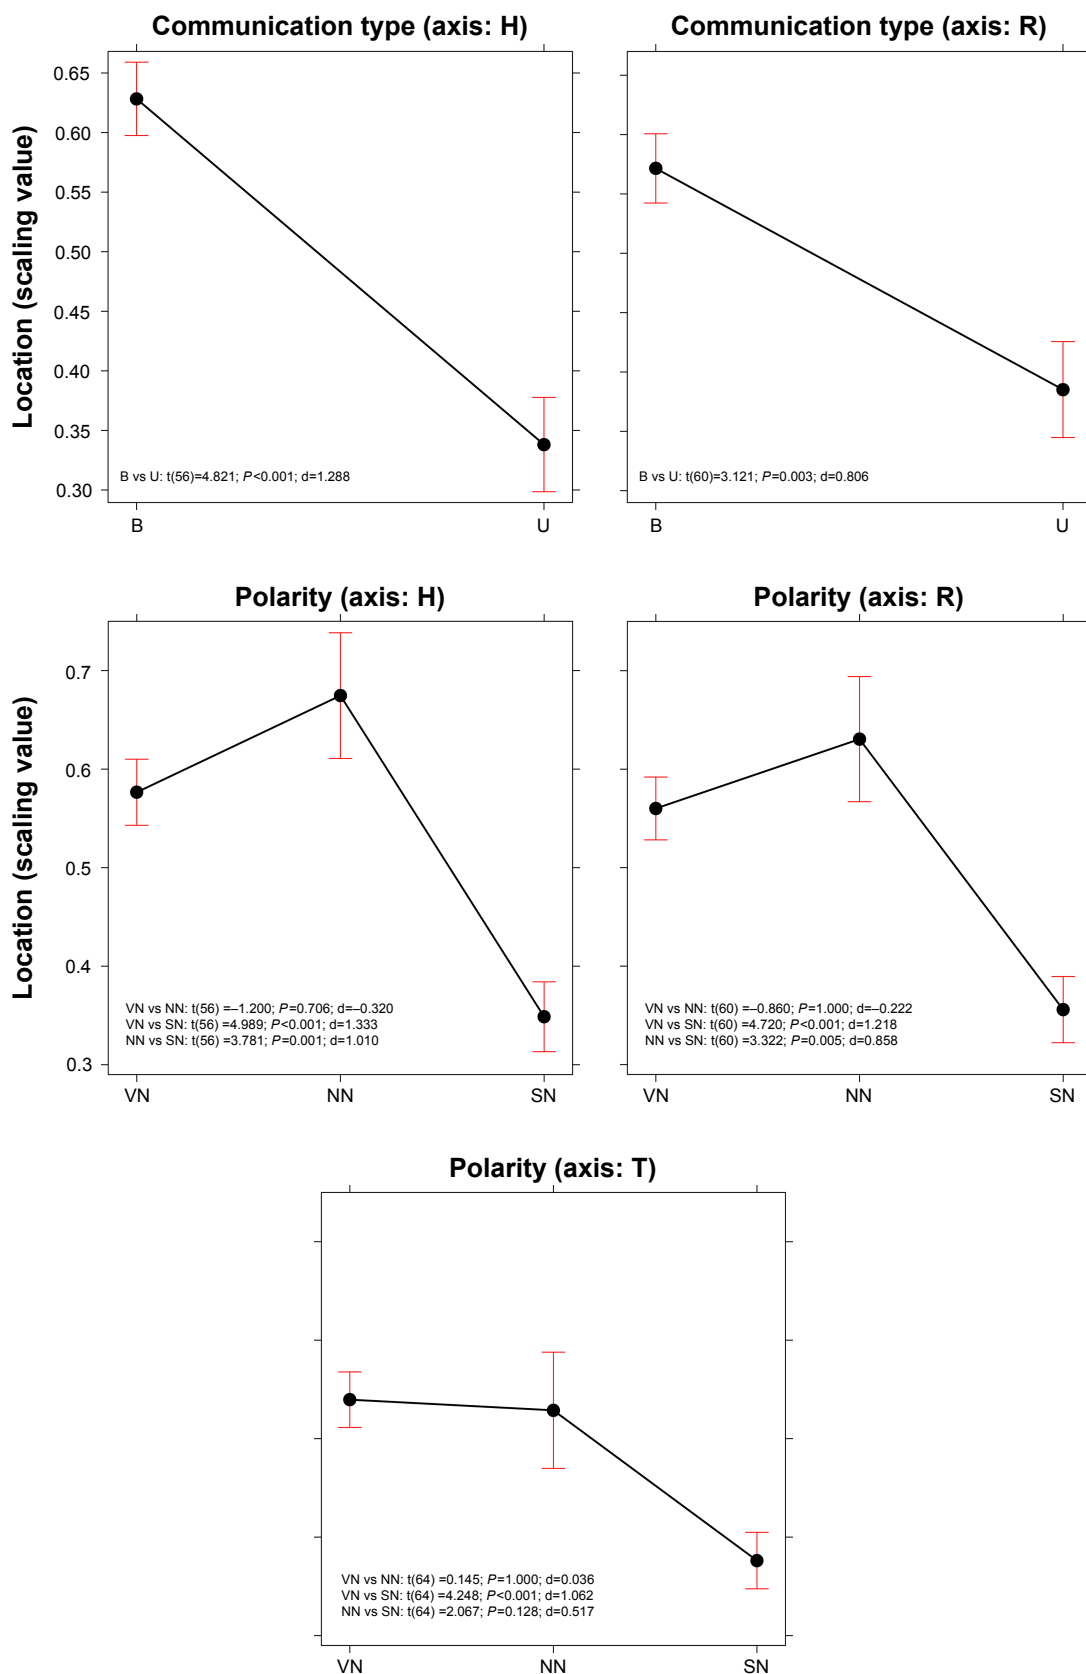 Communication type (axis: H)
Communication type (axis: R)
Location (scaling value)
0.65
0.60
0.55
0.50
0.45
0.40
0.35
0.30
B vs U: t(56)=4.821; P<0.001; d=1.288
B vs U: t(60)=3.121; P=0.003; d=0.806
B
U
B
U
Polarity (axis: H)
Polarity (axis: R)
Location (scaling value)
0.7
0.6
0.5
0.4
0.3
VN vs NN: t(56) =–1.200; P=0.706; d=–0.320
VN vs SN: t(56) =4.989; P<0.001; d=1.333
NN vs SN: t(56) =3.781; P=0.001; d=1.010
VN vs NN: t(60) =–0.860; P=1.000; d=–0.222
VN vs SN: t(60) =4.720; P<0.001; d=1.218
NN vs SN: t(60) =3.322; P=0.005; d=0.858
VN
NN
SN
VN
NN
SN
Polarity (axis: T)
VN vs NN: t(64) =0.145; P=1.000; d=0.036
VN vs SN: t(64) =4.248; P<0.001; d=1.062
NN vs SN: t(64) =2.067; P=0.128; d=0.517
VN
NN
SN